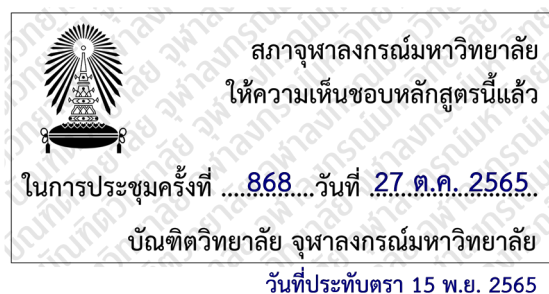 สภาจุฬาลงกรณ์มหาวิทยาลัย
ให้ความเห็นชอบหลักสูตรนี้แล้ว
ในการประชุมครั้งที่ ....868....วันที่ .27 ต.ค. 2565..
บัณฑิตวิทยาลัย จุฬาลงกรณ์มหาวิทยาลัย
วันที่ประทับตรา 15 พ.ย. 2565